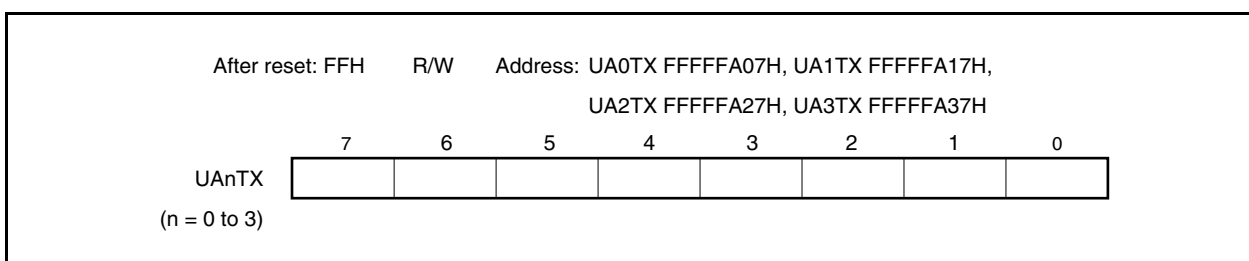 After reset: FFH R/W Address: UA0TX FFFFFA07H, UA1TX FFFFFA17H,
UA2TX FFFFFA27H, UA3TX FFFFFA37H
7 6 5 4 3 2 1 0
UAnTX
(n = 0 to 3)